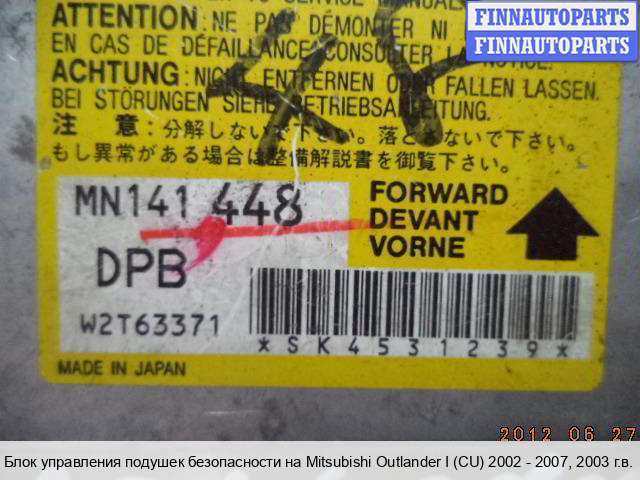 TO SERVICE MANUALS
ATTENTION: NE PAS DÉMONTER NI
EN CAS DE DÉFAILLANCE CONSULTER LA NOTICE.
ACHTUNG: NICHT ENTFERNEN ODER FALLEN LASSEN.
BEI STÖRUNGEN SIEHE BETRIEBSANLEITUNG.
注 意:分解しないで下さい。落とさないで下さい。
もし異常がある場合は整備解説書を御覧下さい。
MN141 448
FORWARD
DEVANT
VORNE
DPB
W2T63371
*SK4531239*
MADE IN JAPAN
FINNAUTOPARTS
FINNAUTOPARTS
2012 06 27
Блок управления подушек безопасности на Mitsubishi Outlander I (CU) 2002 - 2007, 2003 г.в.